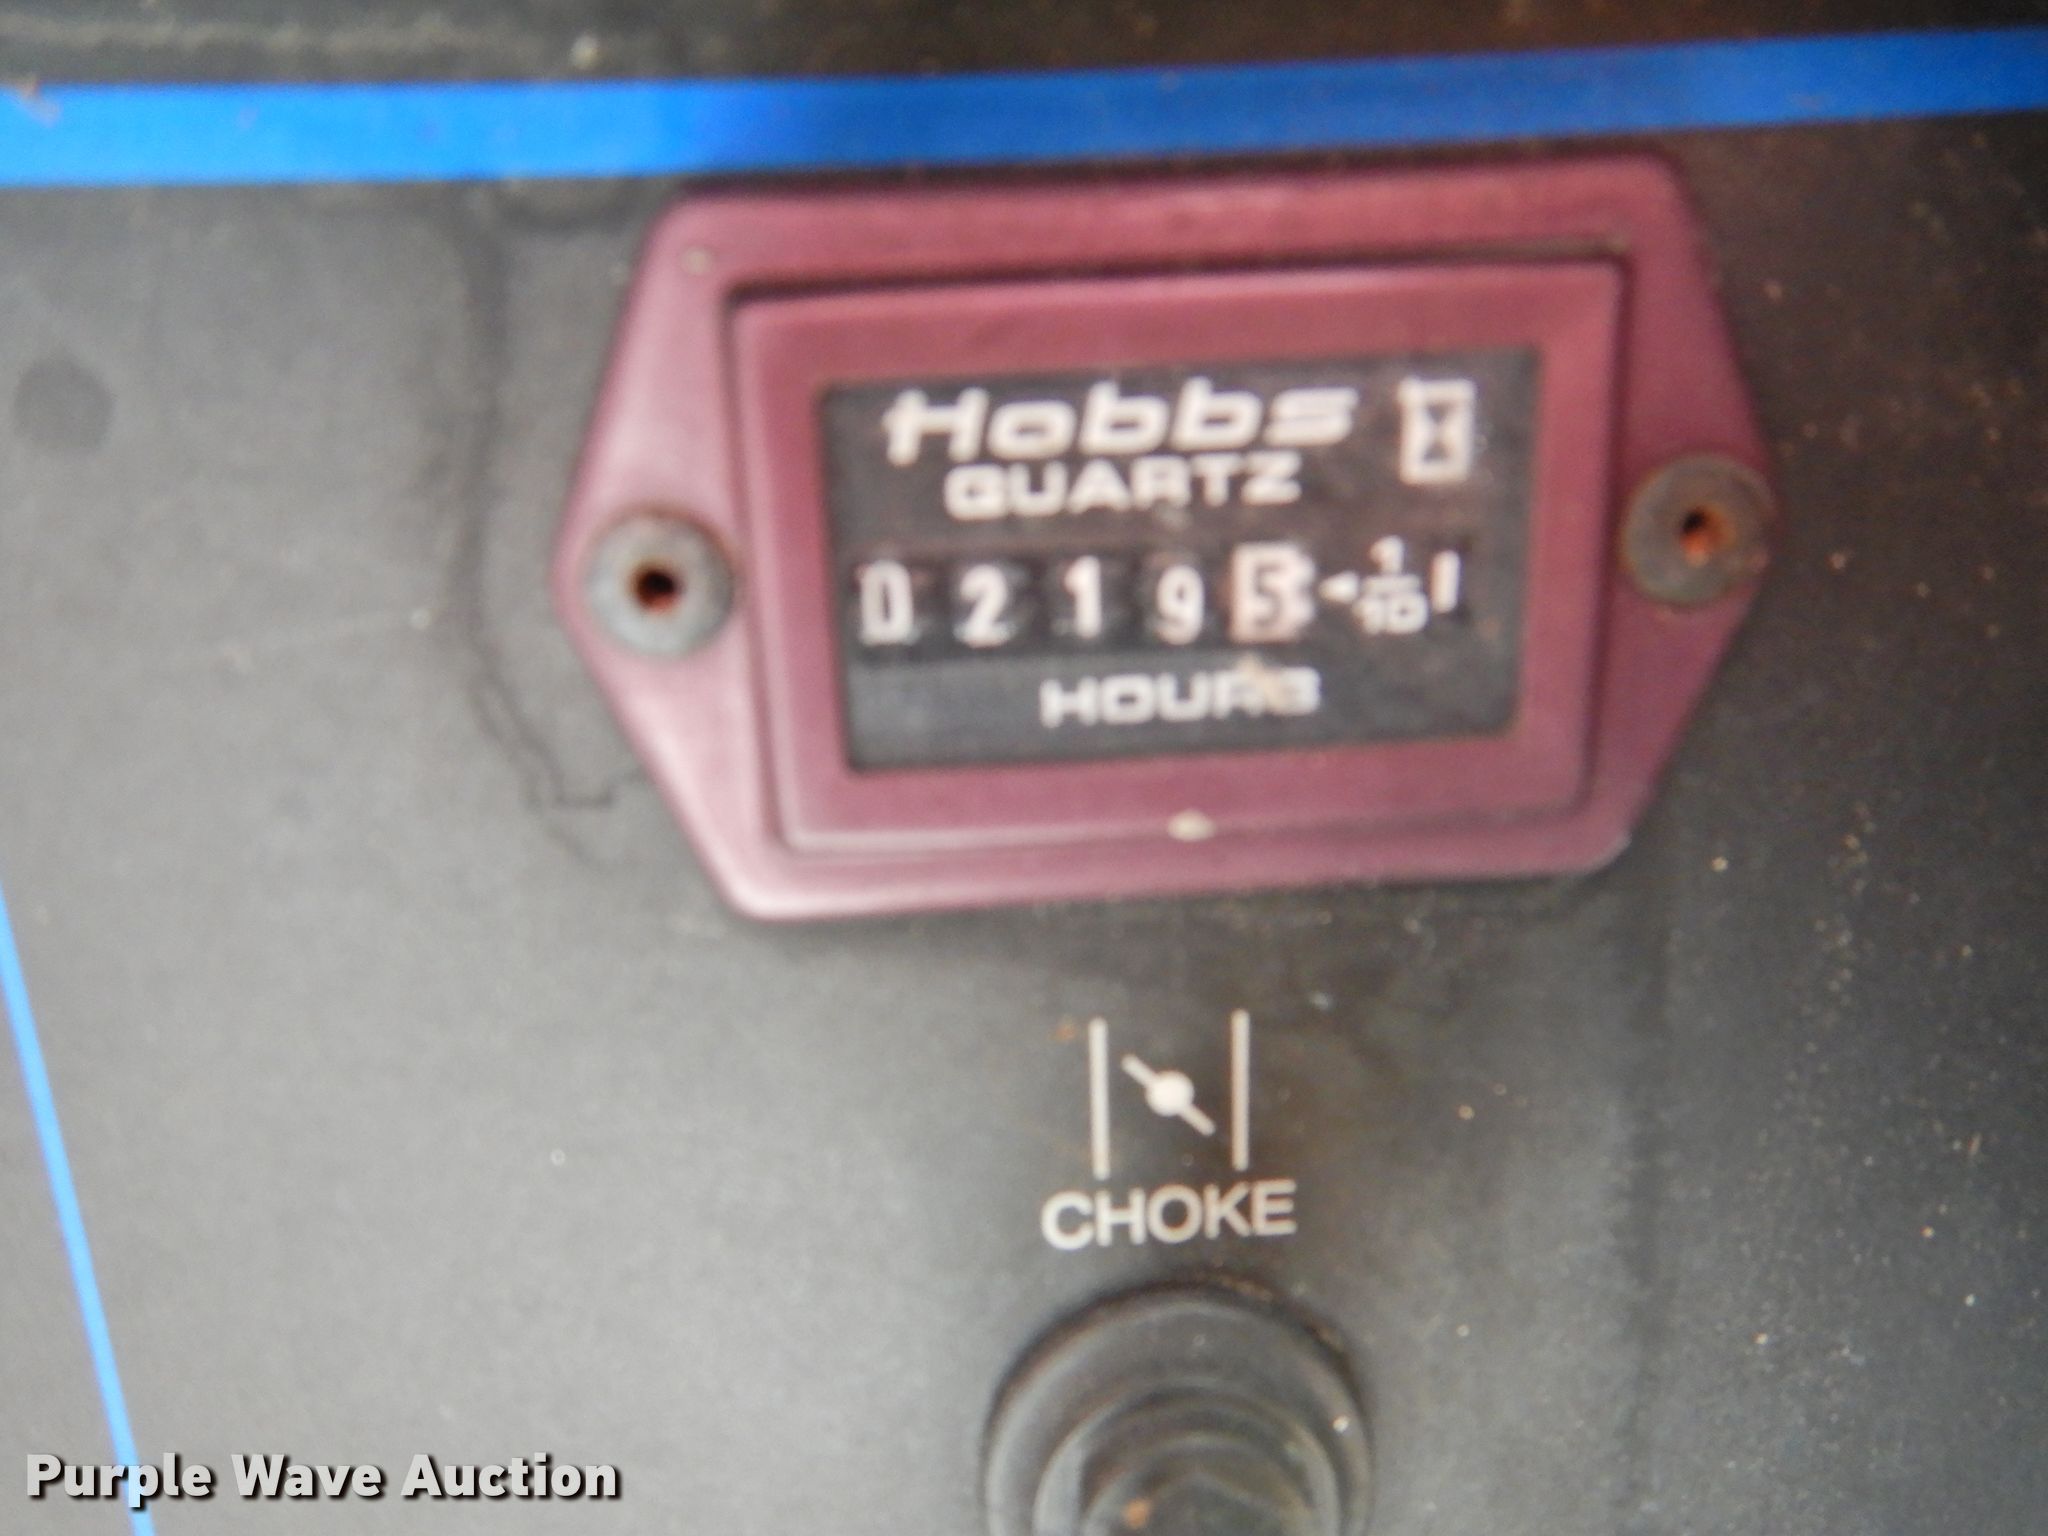 Hobbs
QUARTZ
0 2 1 9 5 1/10
HOURS
CHOKE
Purple Wave Auction